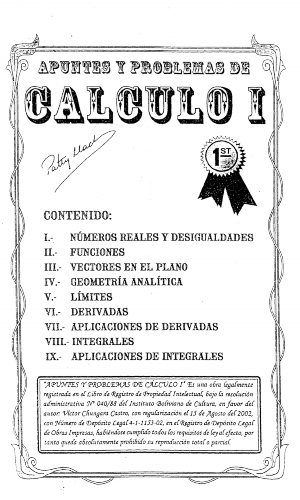 APUNTES Y PROBLEMAS DE
CALCULO I
1ST
CONTENIDO:
I.- NÚMEROS REALES Y DESIGUALDADES
II.- FUNCIONES
III.- VECTORES EN EL PLANO
IV.- GEOMETRÍA ANALÍTICA
V.- LÍMITES
VI.- DERIVADAS
VII.- APLICACIONES DE DERIVADAS
VIII.- INTEGRALES
IX.- APLICACIONES DE INTEGRALES
"APUNTES Y PROBLEMAS DE CÁLCULO I" Es una obra legalmente
registrada en el Libro de Registro de Propiedad Intelectual, bajo la resolución
administrativa Nº 040/88 del Instituto Boliviano de Cultura, en favor del
autor: Victor Chungara Castro, con regularización el 15 de Agosto del 2002,
con Número de Depósito Legal 4-1-1153-02, en el Registro de Depósito Legal
de Obras Impresas, habiéndose cumplido todos los requisitos de ley al efecto, por
tanto queda absolutamente prohibido su reproducción total o parcial.